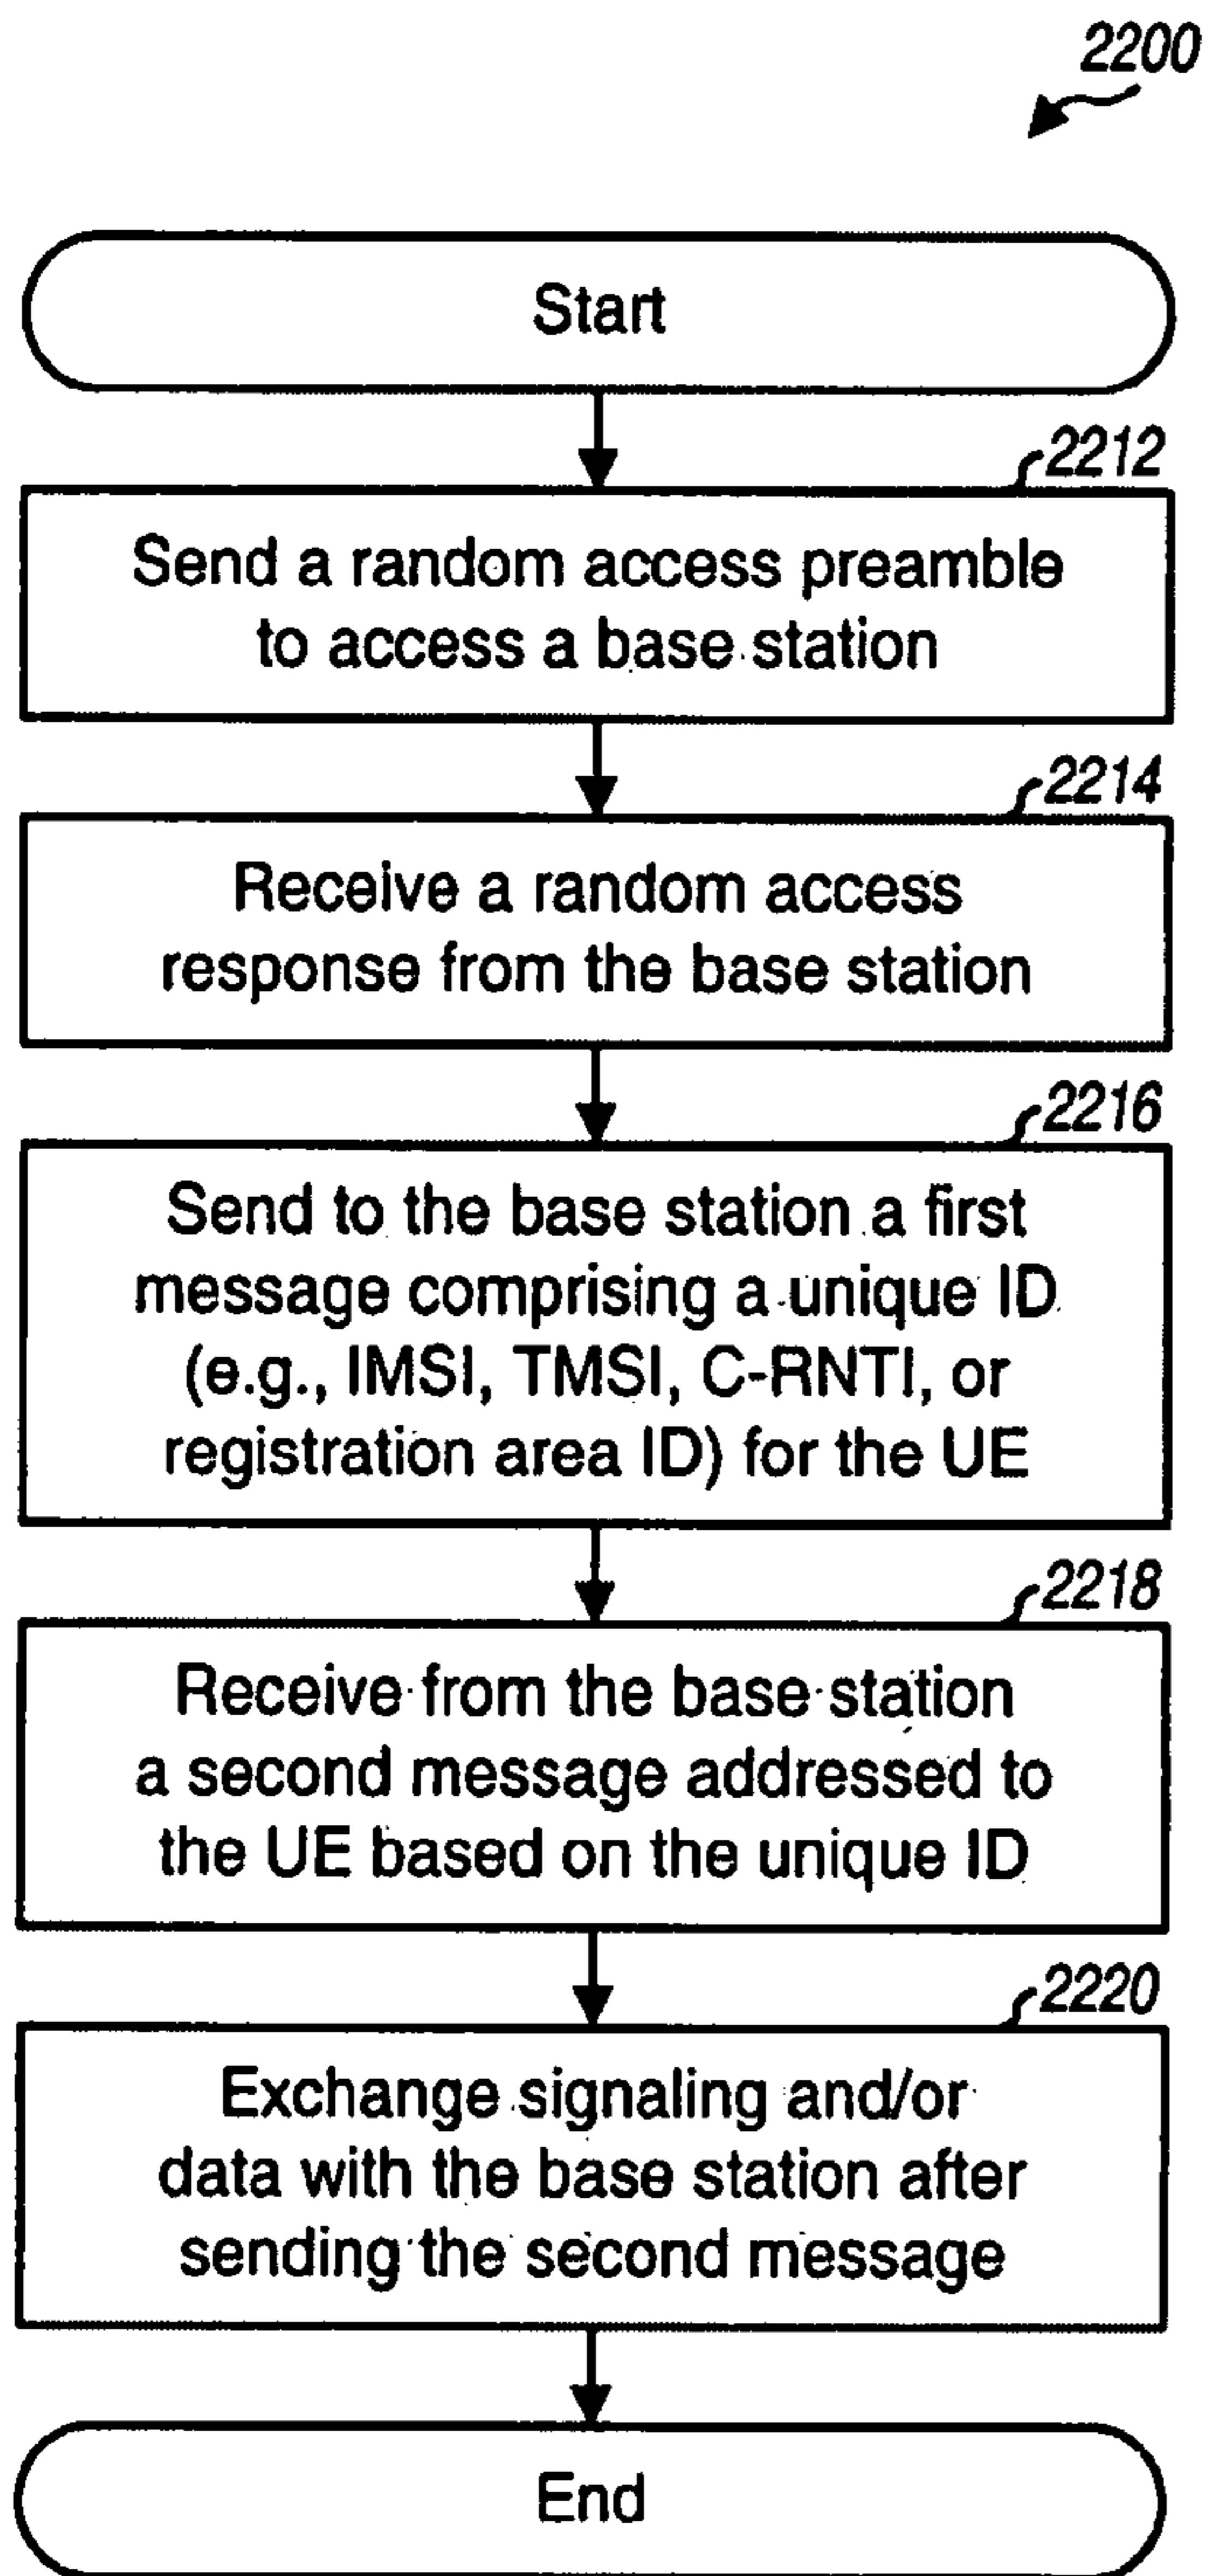 2200
Start
2212
Send a random access preamble
to access a base station
2214
Receive a random access
response from the base station
2216
Send to the base station a first
message comprising a unique ID
(e.g., IMSI, TMSI, C-RNTI, or
registration area ID) for the UE
2218
Receive from the base station
a second message addressed to
the UE based on the unique ID
2220
Exchange signaling and/or
data with the base station after
sending the second message
End